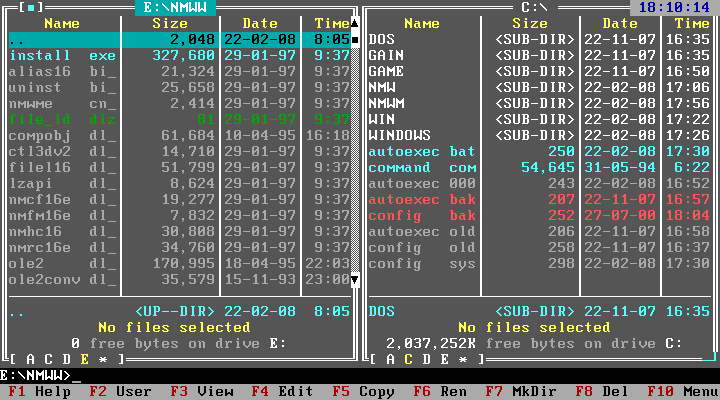 [■] E:\NMWW C:\ 18:10:14
Name Size Date Time Name Size Date Time
.. 2,048 22-02-08 8:05 DOS <SUB-DIR> 22-11-07 16:35
install exe 327,680 29-01-97 9:37 GAIN <SUB-DIR> 22-11-07 16:35
alias16 bi_ 21,324 29-01-97 9:37 GAME <SUB-DIR> 22-11-07 16:50
uninst bi_ 25,658 29-01-97 9:37 NMW <SUB-DIR> 22-02-08 17:06
nmwme cn_ 2,414 29-01-97 9:37 NMWM <SUB-DIR> 22-02-08 17:56
file_id diz 81 29-01-97 9:37 WIN <SUB-DIR> 22-02-08 17:22
compobj dl_ 61,684 10-04-95 16:18 WINDOWS <SUB-DIR> 22-02-08 17:26
ctl3dv2 dl_ 14,710 29-01-97 9:37 autoexec bat 250 22-02-08 17:30
filel16 dl_ 51,799 29-01-97 9:37 command com 54,645 31-05-94 6:22
lzapi dl_ 8,624 29-01-97 9:37 autoexec 000 243 22-02-08 16:52
nmcf16e dl_ 19,277 29-01-97 9:37 autoexec bak 207 22-11-07 16:57
nmfm16e dl_ 7,832 29-01-97 9:37 config bak 252 27-07-00 18:04
nmhc16 dl_ 30,808 29-01-97 9:37 autoexec old 206 22-11-07 16:58
nmrc16e dl_ 34,760 29-01-97 9:37 config old 258 22-11-07 16:37
ole2 dl_ 170,995 18-04-95 22:03 config sys 298 22-02-08 17:30
ole2conv dl_ 35,579 15-11-93 23:00
.. <UP--DIR> 22-02-08 8:05 DOS <SUB-DIR> 22-11-07 16:35
No files selected No files selected
0 free bytes on drive E: 2,037,252K free bytes on drive C:
[ A C D E * ] [ A C D E * ]
E:\NMWW>_
F1 Help F2 User F3 View F4 Edit F5 Copy F6 Ren F7 MkDir F8 Del F10 Menu